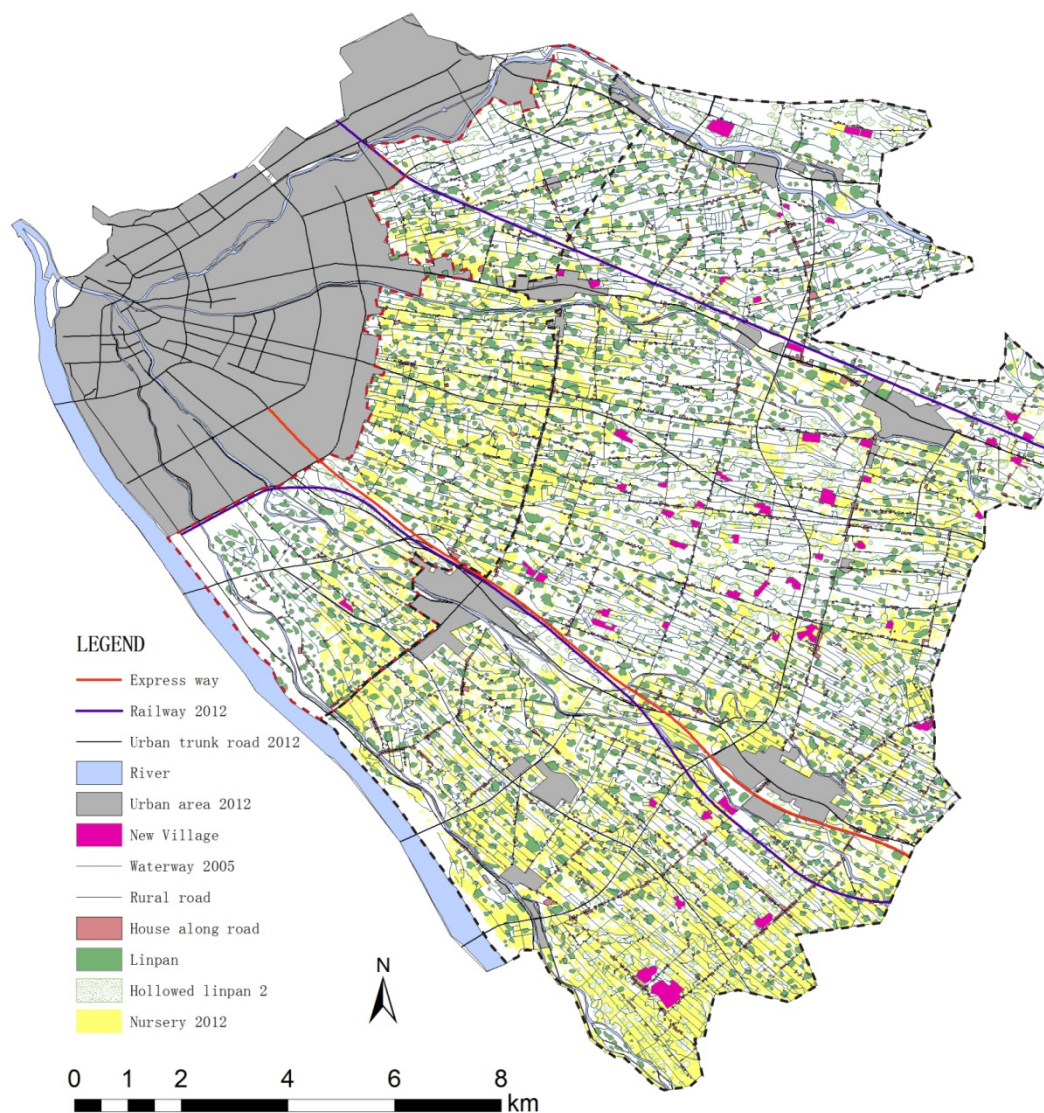 LEGEND
Express way
Railway 2012
Urban trunk road 2012
River
Urban area 2012
New Village
Waterway 2005
Rural road
House along road
Linpan
Hollowed linpan 2
Nursery 2012
N
0 1 2 4 6 8 km